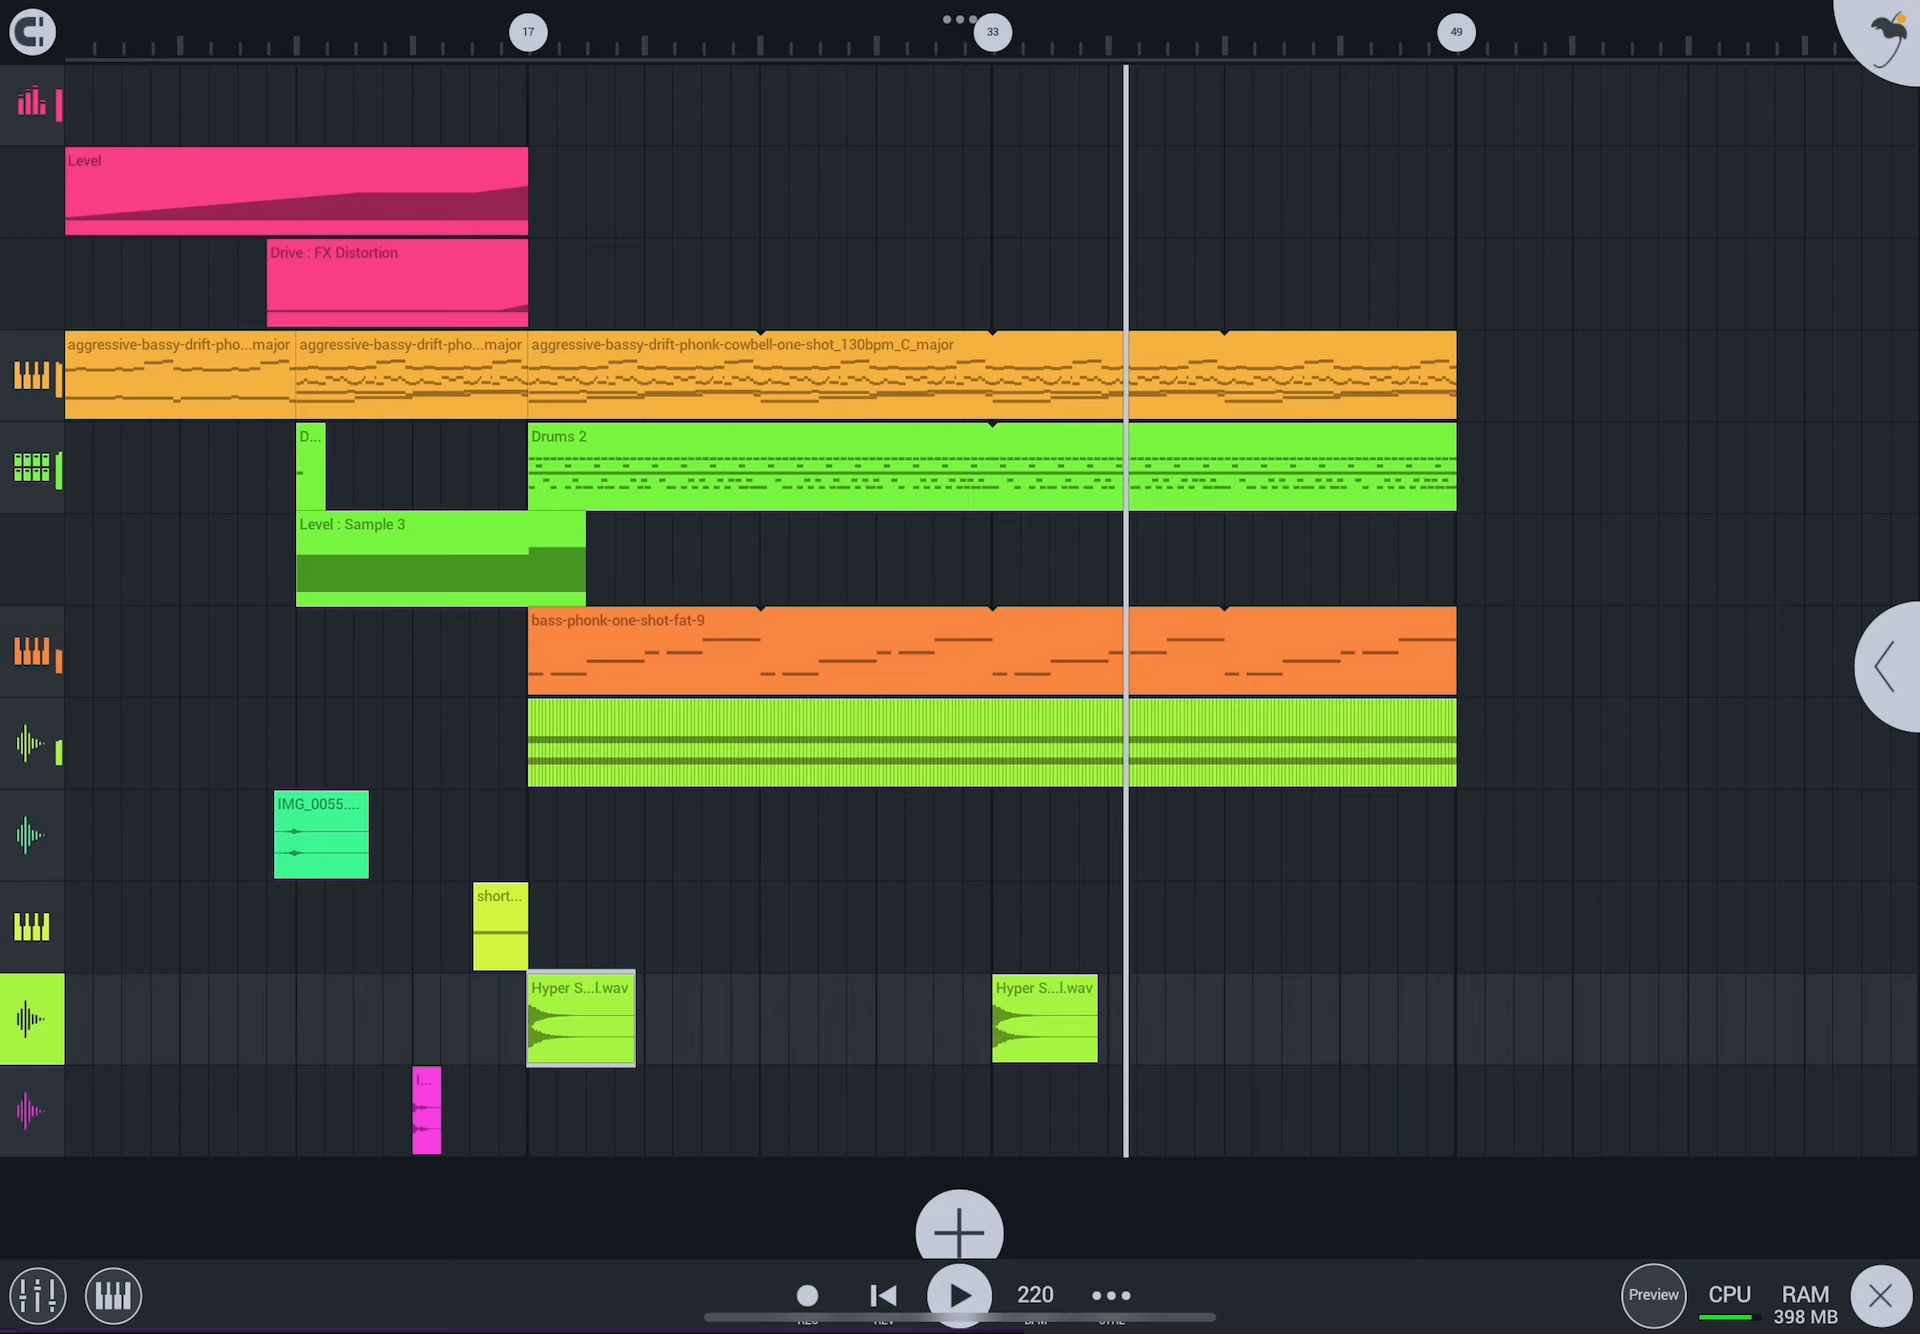 17
33
49
Level
Drive : FX Distortion
aggressive-bassy-drift-pho...major
aggressive-bassy-drift-pho...major
aggressive-bassy-drift-phonk-cowbell-one-shot_130bpm_C_major
D...
Drums 2
Level : Sample 3
bass-phonk-one-shot-fat-9
IMG_0055....
short...
Hyper S...l.wav
Hyper S...l.wav
I...
220
Preview
CPU
RAM
398 MB